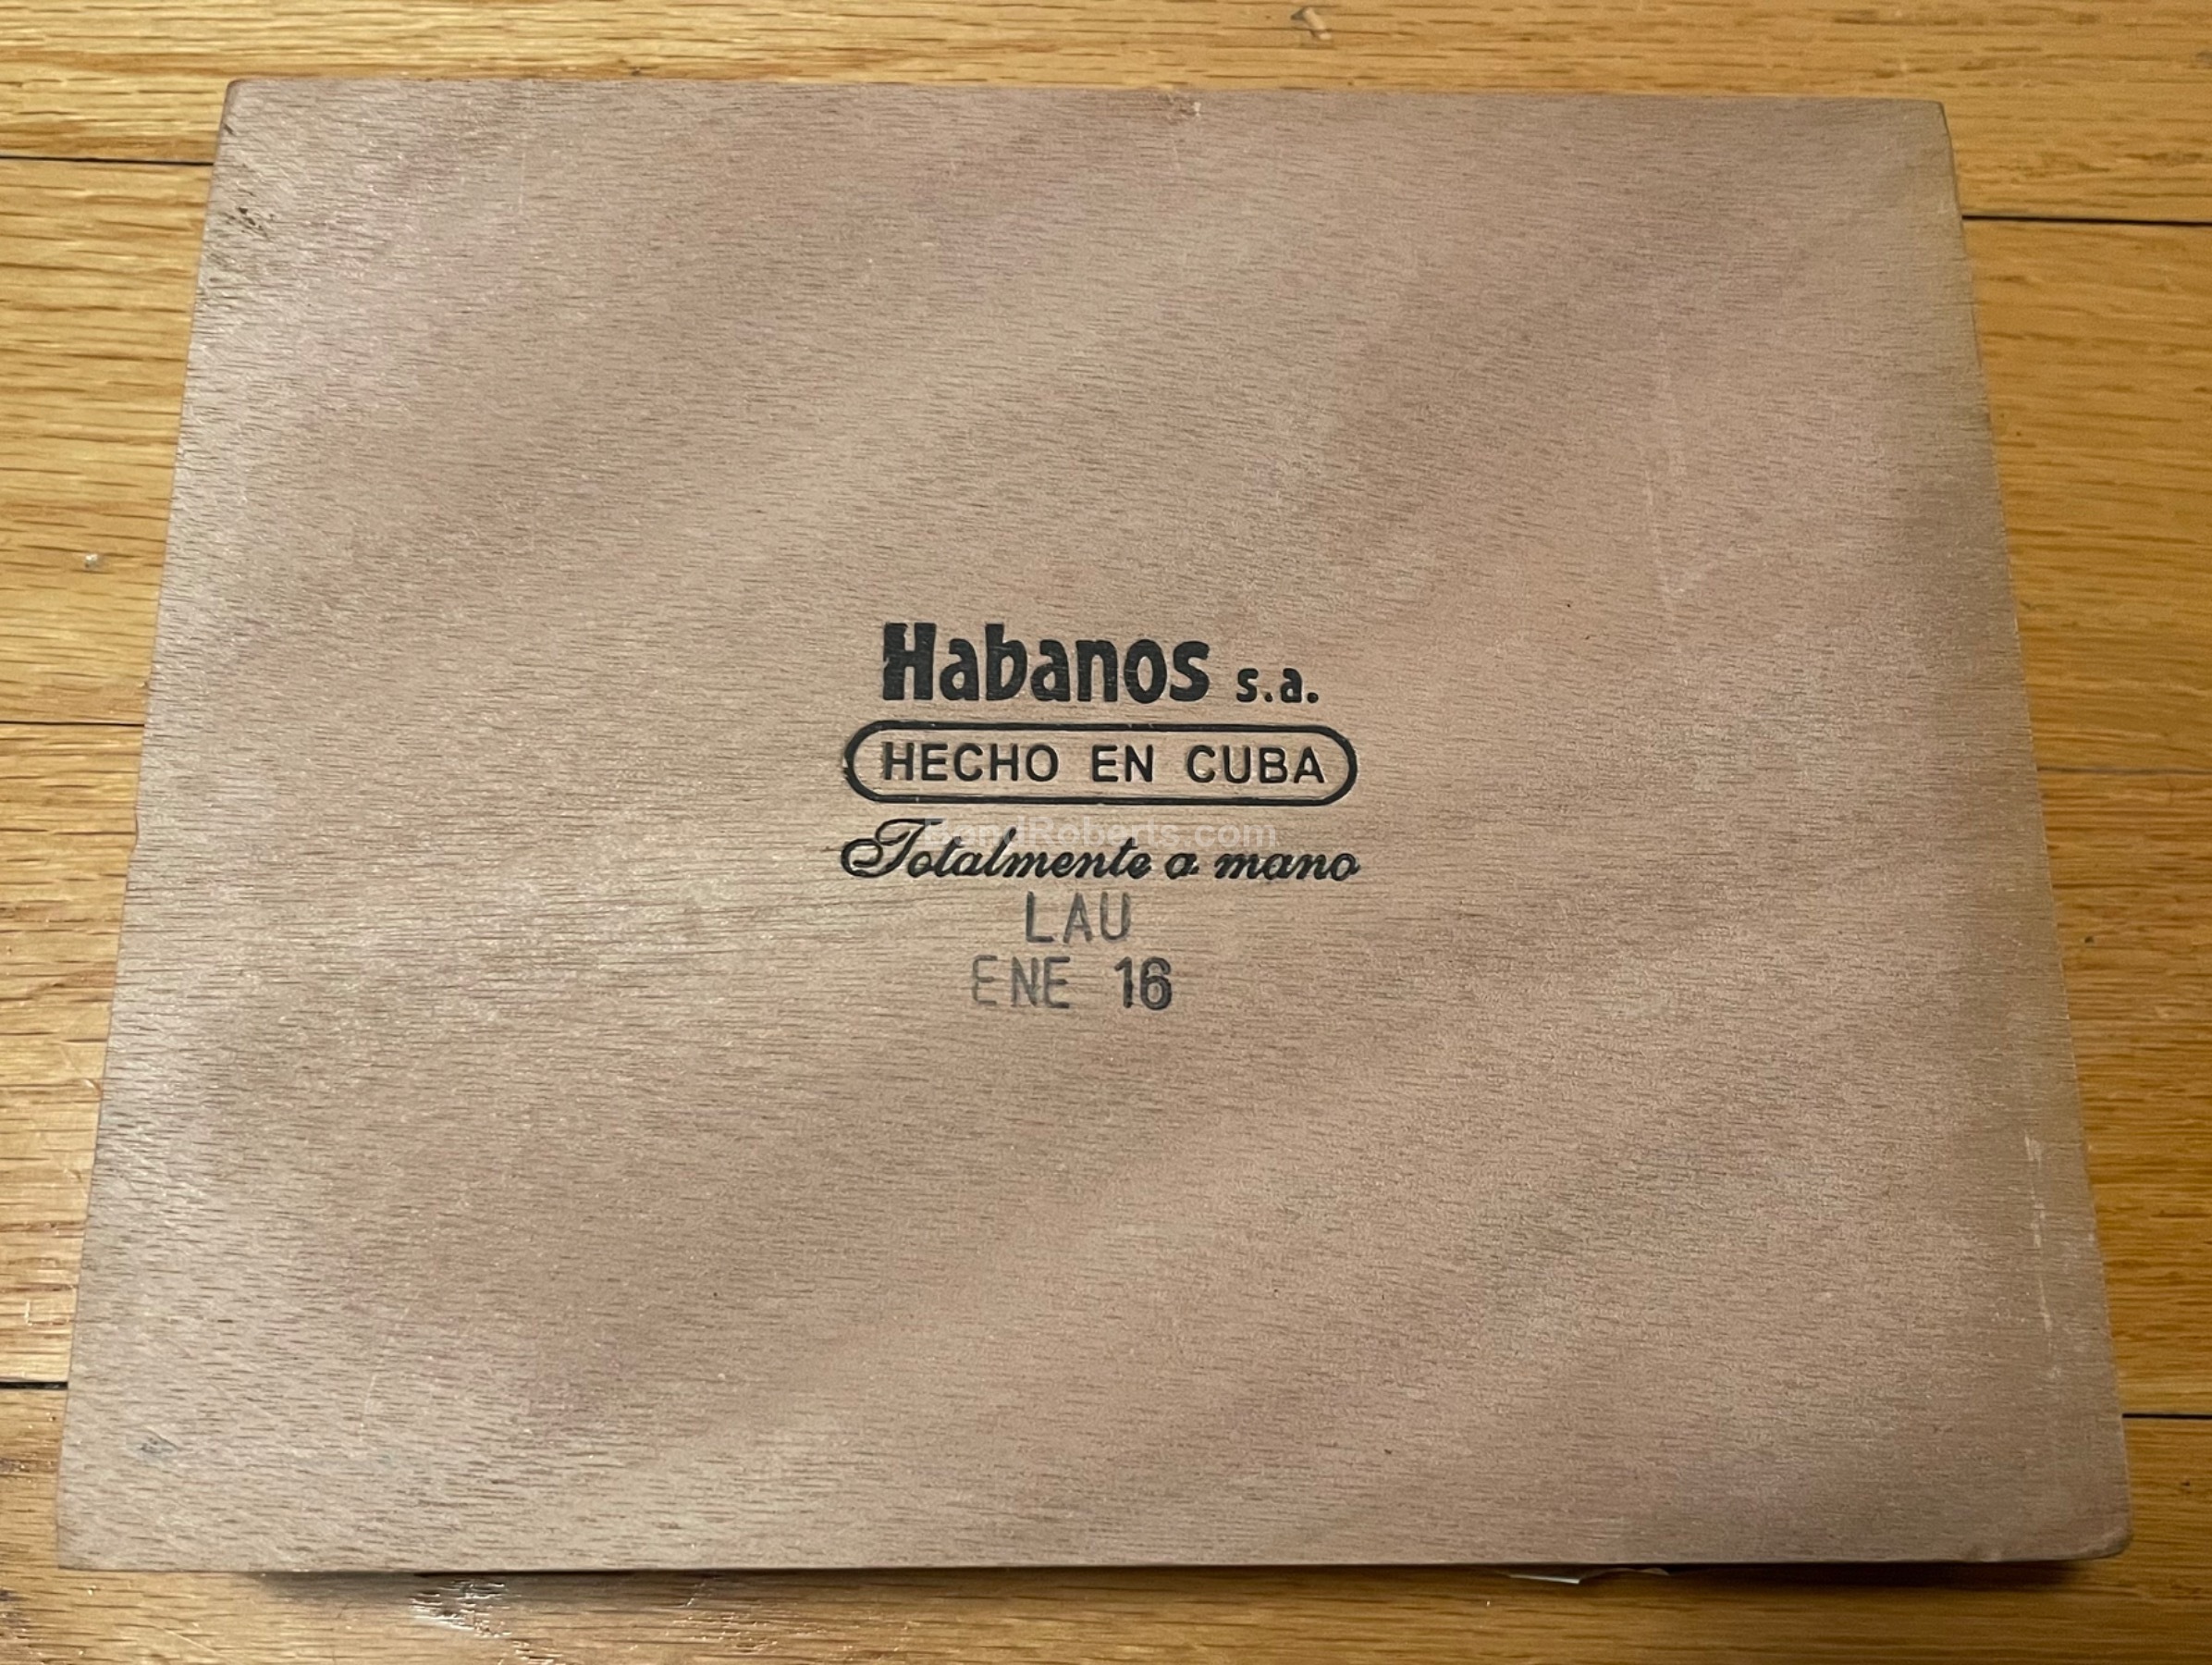 Habanos s.a.
HECHO EN CUBA
Totalmente a mano
LAU
ENE 16